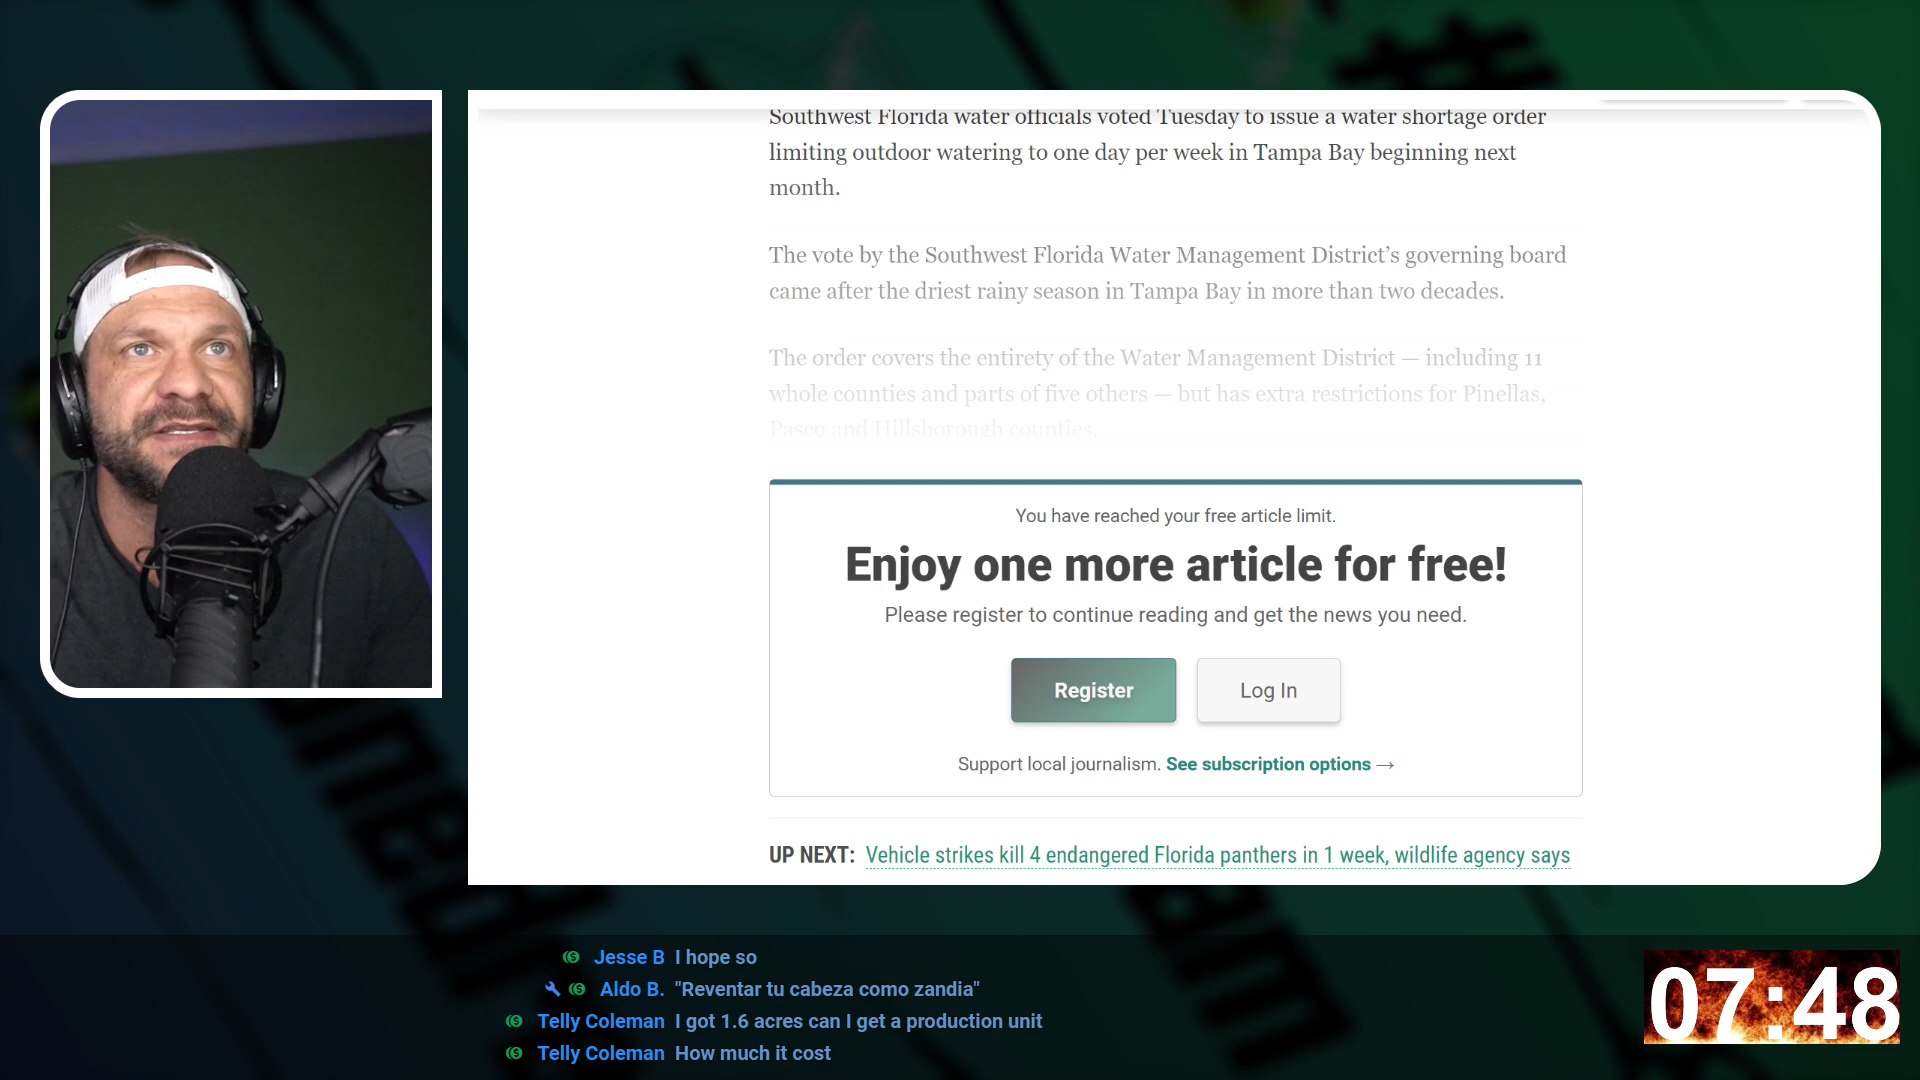 Southwest Florida water officials voted Tuesday to issue a water shortage order
limiting outdoor watering to one day per week in Tampa Bay beginning next
month.
The vote by the Southwest Florida Water Management District’s governing board
came after the driest rainy season in Tampa Bay in more than two decades.
The order covers the entirety of the Water Management District — including 11
whole counties and parts of five others — but has extra restrictions for Pinellas,
Pasco and Hillsborough counties.
You have reached your free article limit.
Enjoy one more article for free!
Please register to continue reading and get the news you need.
Register
Log In
Support local journalism. See subscription options →
UP NEXT: Vehicle strikes kill 4 endangered Florida panthers in 1 week, wildlife agency says
Jesse B I hope so
Aldo B. "Reventar tu cabeza como zandia"
Telly Coleman I got 1.6 acres can I get a production unit
Telly Coleman How much it cost
07:48